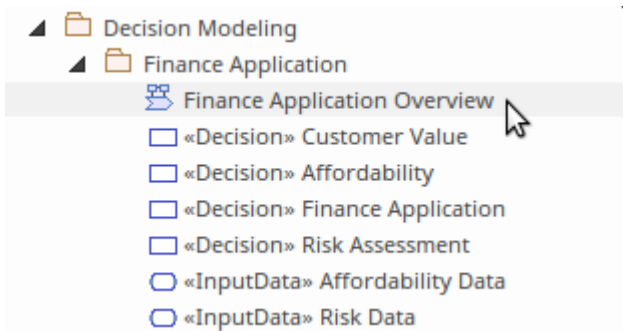 Decision Modeling
Finance Application
Finance Application Overview
«Decision» Customer Value
«Decision» Affordability
«Decision» Finance Application
«Decision» Risk Assessment
«InputData» Affordability Data
«InputData» Risk Data